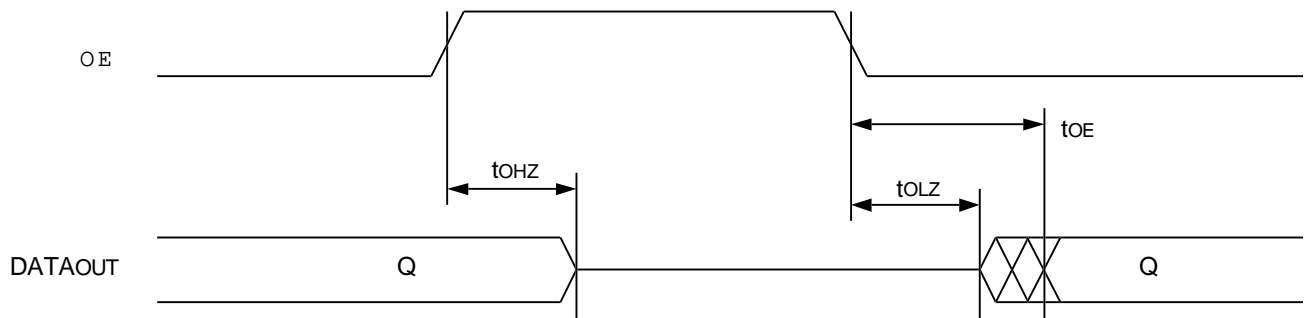 OE
tOE
tOHZ
tOLZ
DATAOUT
Q
Q